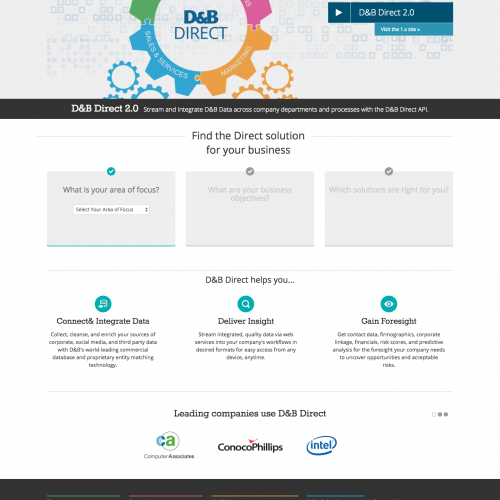 D&B
DIRECT
SALES & SERVICES
MARKETING
D&B Direct 2.0
Visit the 1.x site »
D&B Direct 2.0 Stream and integrate D&B Data across company departments and processes with the D&B Direct API.
Find the Direct solution
for your business
What is your area of focus?
What are your business
objectives?
Which solutions are right for you?
Select Your Area of Focus
D&B Direct helps you...
Connect& Integrate Data
Collect, cleanse, and enrich your sources of
corporate, social media, and third party data
with D&B's world-leading commercial
database and proprietary entity matching
technology.
Deliver Insight
Stream integrated, quality data via web
services into your company's workflows in
desired formats for easy access from any
device, anytime.
Gain Foresight
Get contact data, firmographics, corporate
linkage, financials, risk scores, and predictive
analysis for the foresight your company needs
to uncover opportunities and acceptable
risks.
Leading companies use D&B Direct
ca
Computer Associates
ConocoPhillips
intel